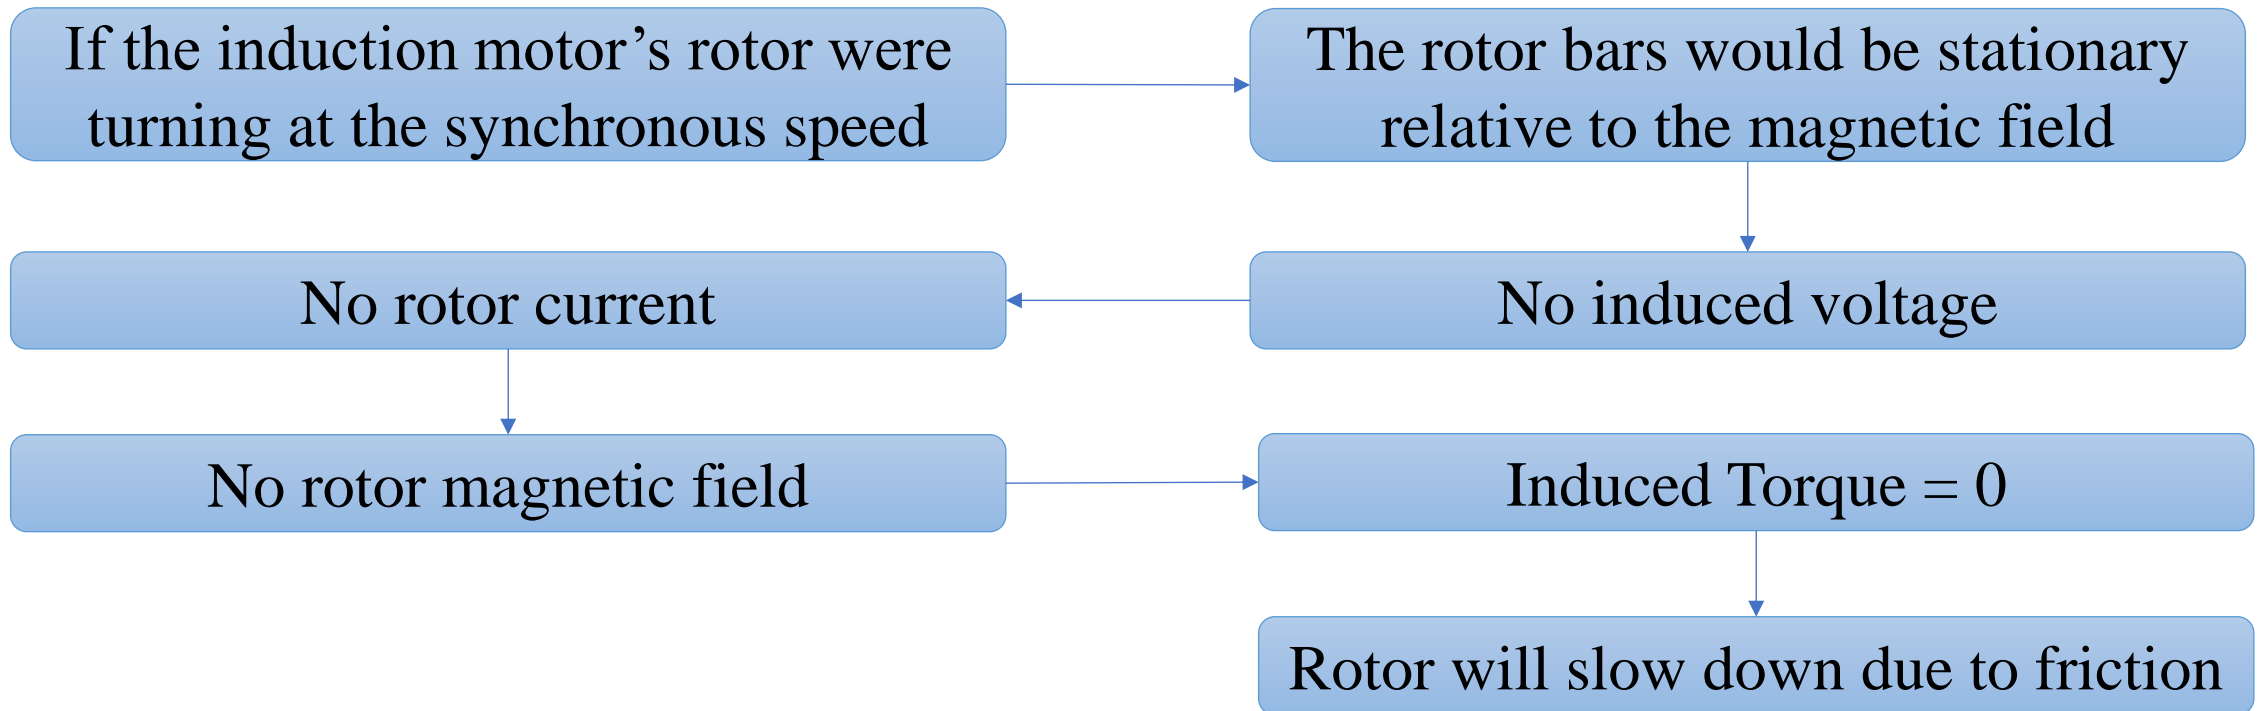 If the induction motor’s rotor were
turning at the synchronous speed
The rotor bars would be stationary
relative to the magnetic field
No induced voltage
No rotor current
No rotor magnetic field
Induced Torque = 0
Rotor will slow down due to friction